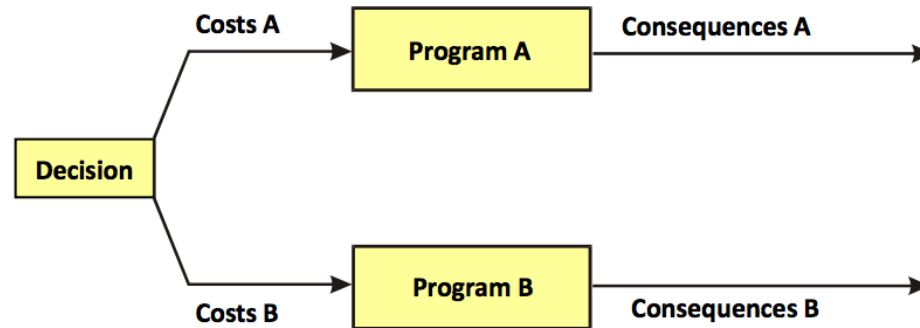 Costs A
Program A
Consequences A
Decision
Program B
Costs B
Consequences B